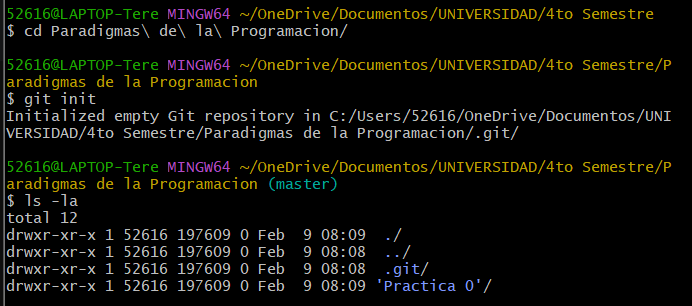 52616@LAPTOP-Tere MINGW64 ~/OneDrive/Documentos/UNIVERSIDAD/4to Semestre
$ cd Paradigmas\ de\ la\ Programacion/
52616@LAPTOP-Tere MINGW64 ~/OneDrive/Documentos/UNIVERSIDAD/4to Semestre/P
aradigmas de la Programacion
$ git init
Initialized empty Git repository in C:/Users/52616/OneDrive/Documentos/UNI
VERSIDAD/4to Semestre/Paradigmas de la Programacion/.git/
52616@LAPTOP-Tere MINGW64 ~/OneDrive/Documentos/UNIVERSIDAD/4to Semestre/P
aradigmas de la Programacion (master)
$ ls -la
total 12
drwxr-xr-x 1 52616 197609 0 Feb  9 08:09  ./
drwxr-xr-x 1 52616 197609 0 Feb  9 08:08  ../
drwxr-xr-x 1 52616 197609 0 Feb  9 08:08  .git/
drwxr-xr-x 1 52616 197609 0 Feb  9 08:09 'Practica 0'/